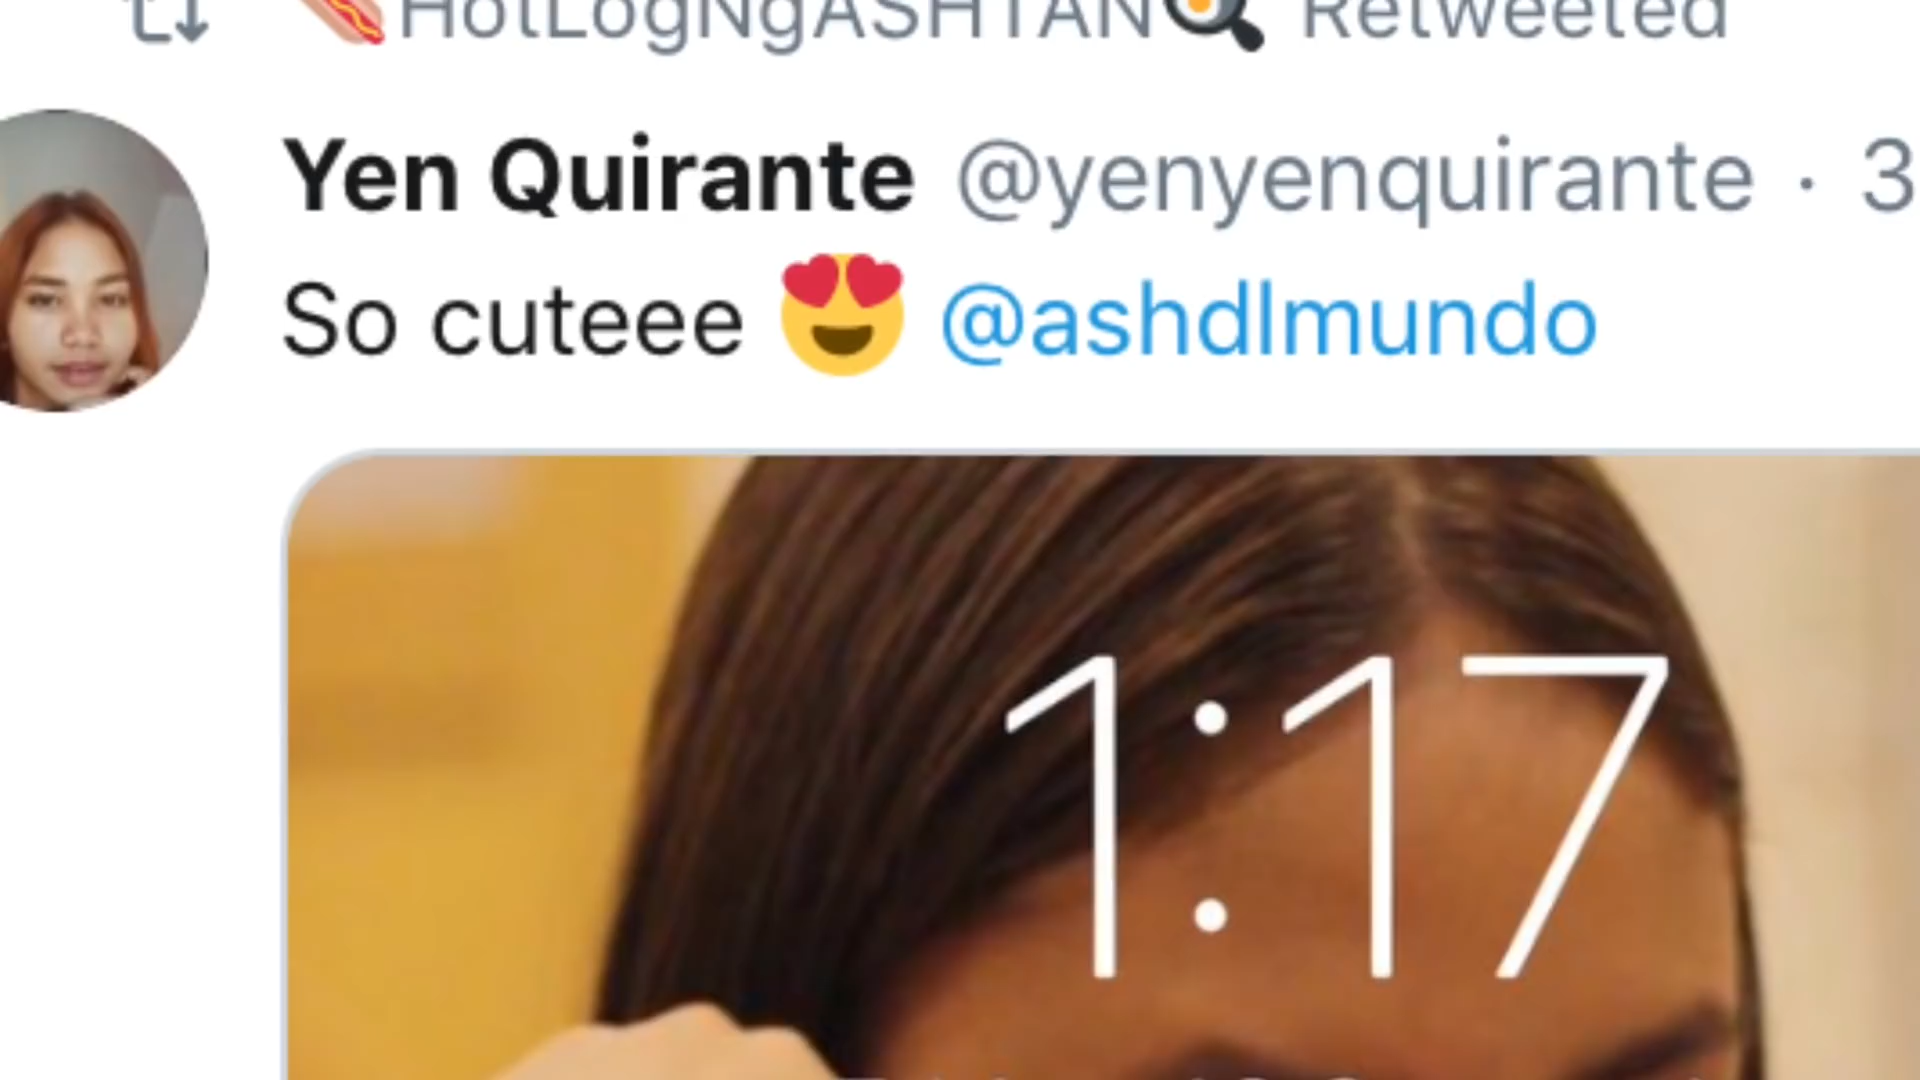 🌭HotLogNgASHTAN🍳 Retweeted
Yen Quirante @yenyenquirante · 3
So cuteee 😍 @ashdlmundo
1:17